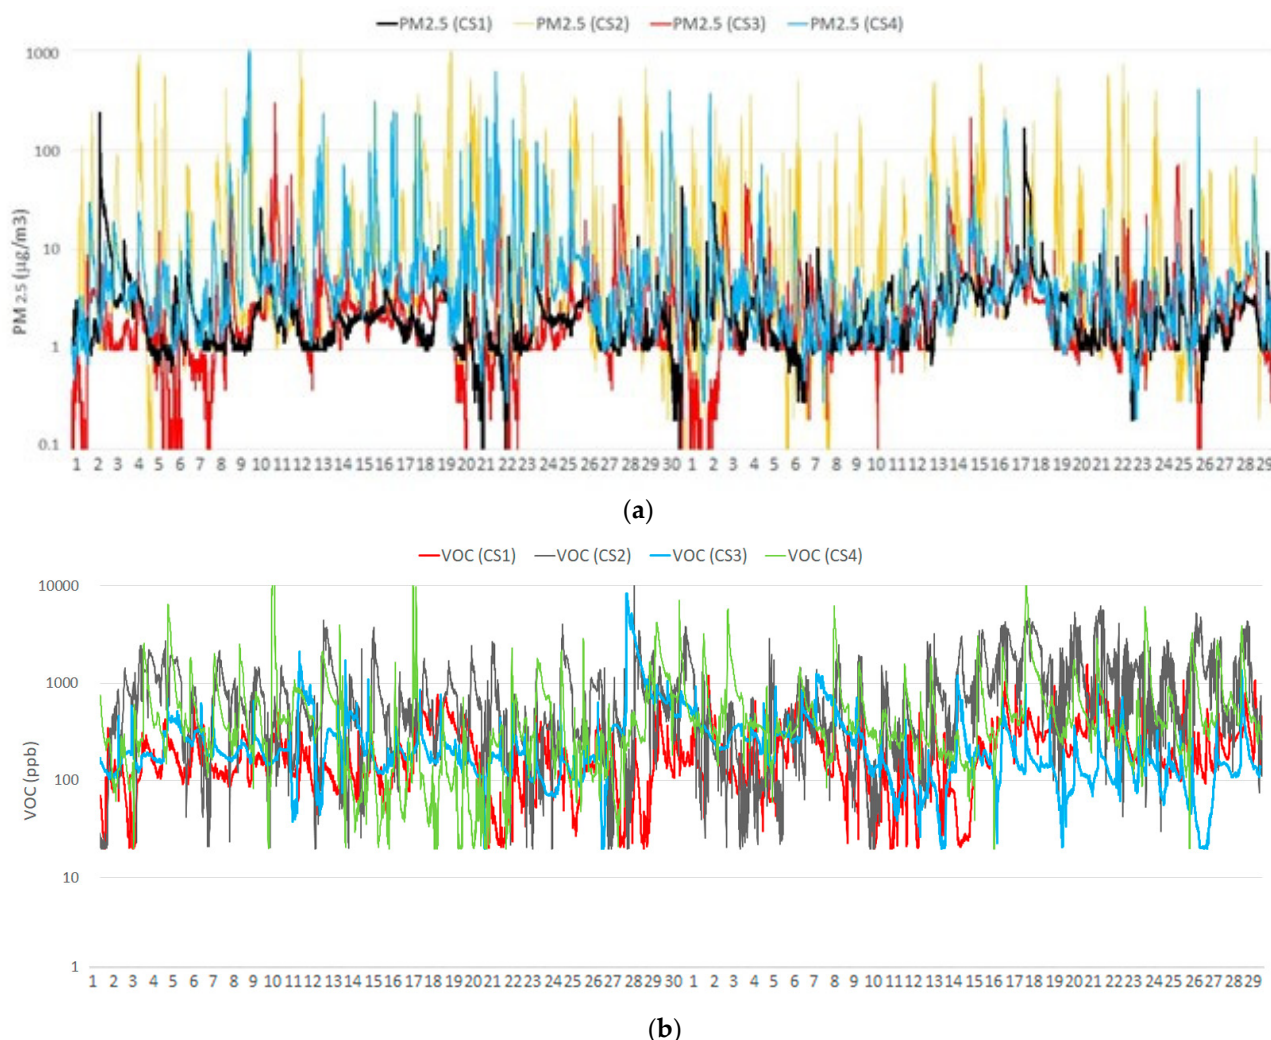 PM2.5 (CS1) PM2.5 (CS2) PM2.5 (CS3) PM2.5 (CS4)
1000
100
10
1
0.1
PM 2.5 (µg/m3)
1 2 3 4 5 6 7 8 9 10 11 12 13 14 15 16 17 18 19 20 21 22 23 24 25 26 27 28 29 30 1 2 3 4 5 6 7 8 9 10 11 12 13 14 15 16 17 18 19 20 21 22 23 24 25 26 27 28 29
(a)
VOC (CS1) VOC (CS2) VOC (CS3) VOC (CS4)
10000
1000
100
10
1
VOC (ppb)
1 2 3 4 5 6 7 8 9 10 11 12 13 14 15 16 17 18 19 20 21 22 23 24 25 26 27 28 29 30 1 2 3 4 5 6 7 8 9 10 11 12 13 14 15 16 17 18 19 20 21 22 23 24 25 26 27 28 29
(b)